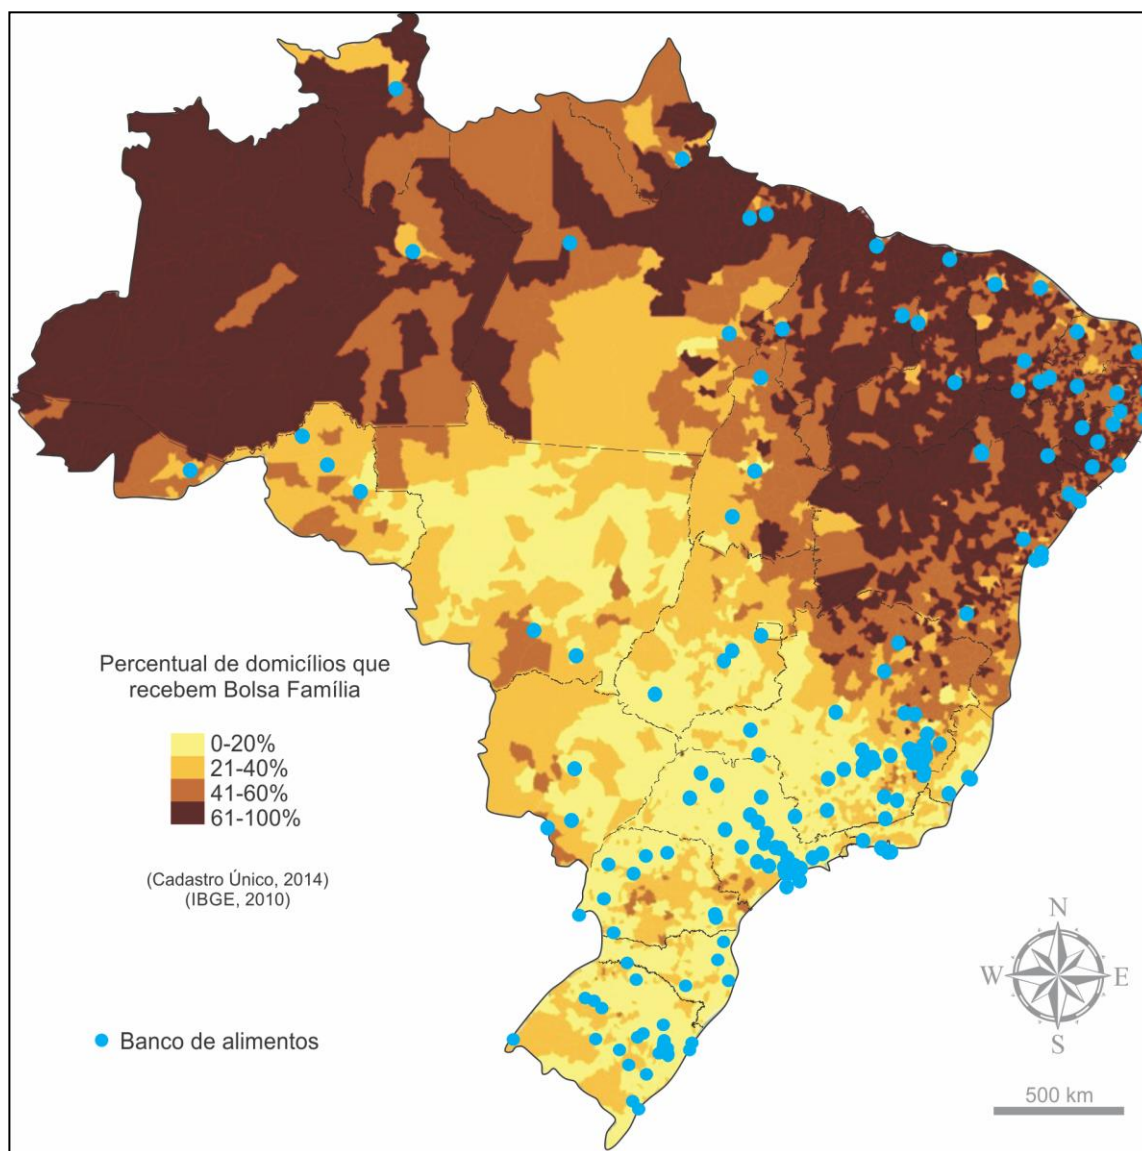 Percentual de domicílios que
recebem Bolsa Família
0-20%
21-40%
41-60%
61-100%
(Cadastro Único, 2014)
(IBGE, 2010)
Banco de alimentos
N
W
E
S
500 km